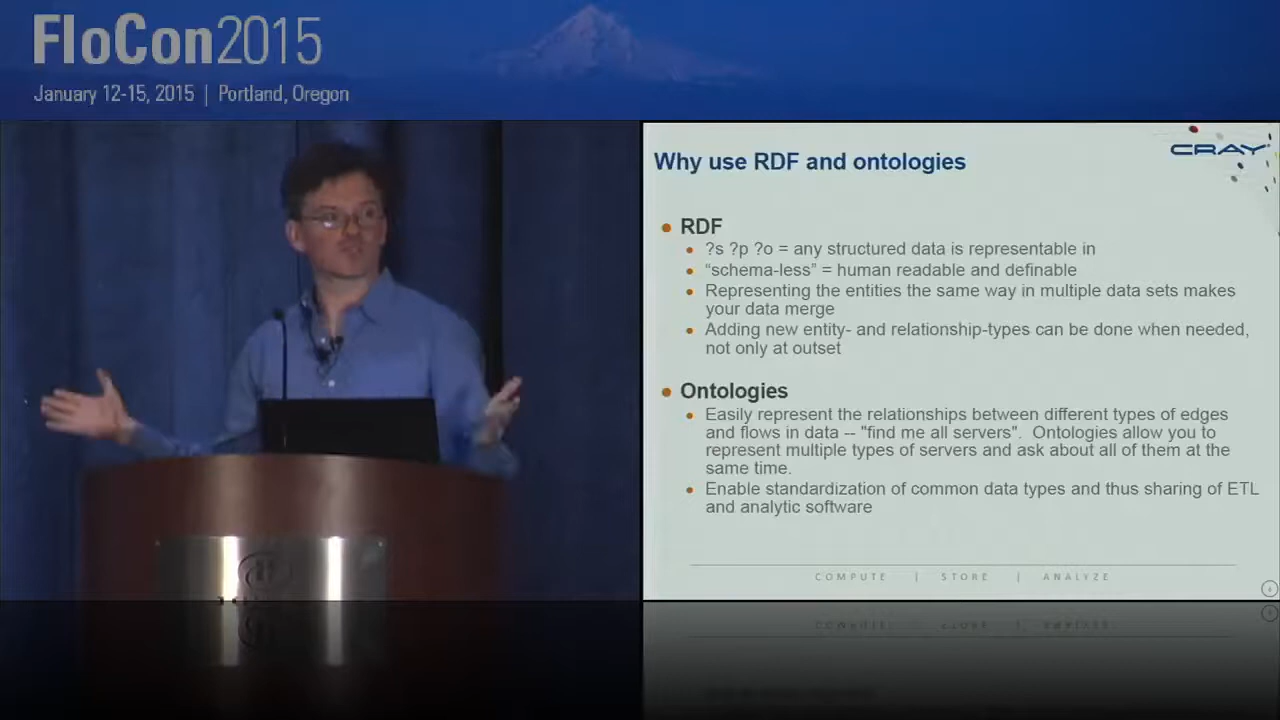 FloCon2015
January 12-15, 2015 | Portland, Oregon
CRAY
Why use RDF and ontologies
• RDF
• ?s ?p ?o = any structured data is representable in
• “schema-less” = human readable and definable
• Representing the entities the same way in multiple data sets makes
your data merge
• Adding new entity- and relationship-types can be done when needed,
not only at outset
• Ontologies
• Easily represent the relationships between different types of edges
and flows in data -- "find me all servers".  Ontologies allow you to
represent multiple types of servers and ask about all of them at the
same time.
• Enable standardization of common data types and thus sharing of ETL
and analytic software
COMPUTE | STORE | ANALYZE